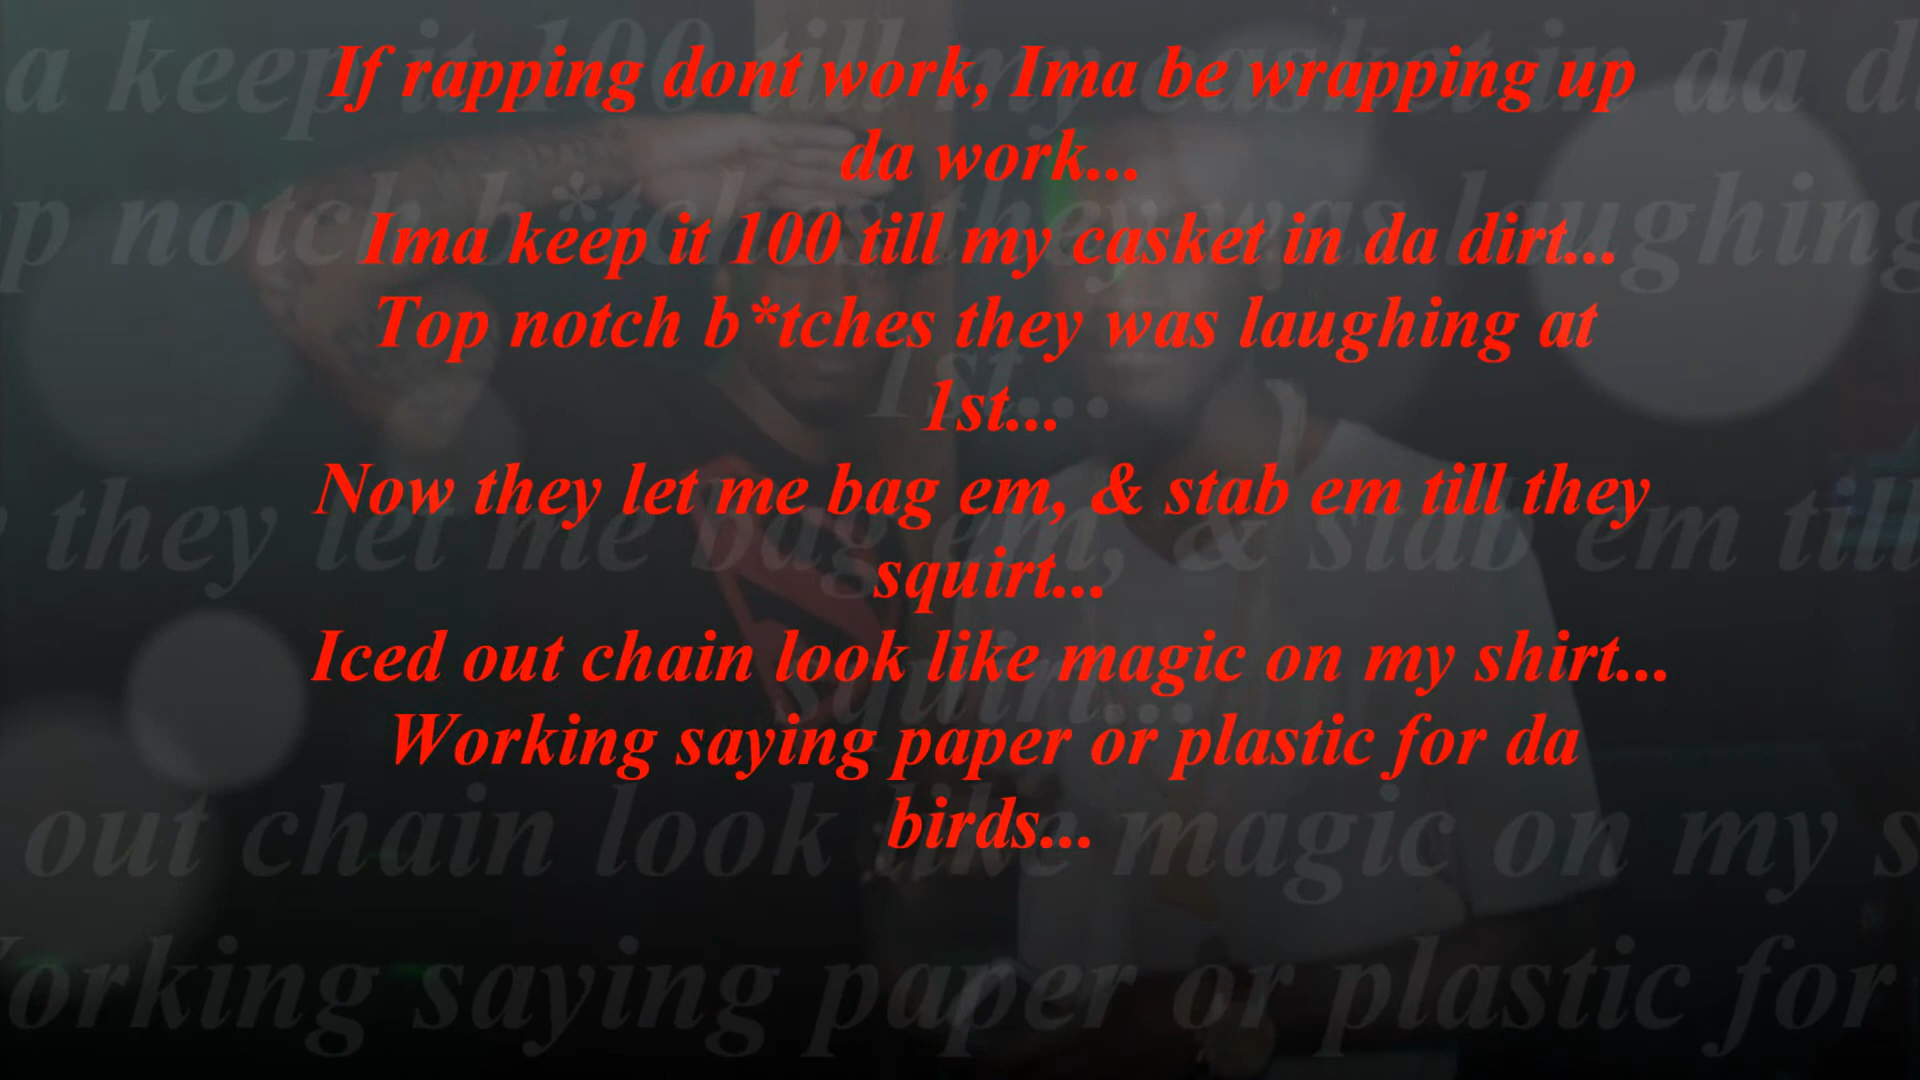 If rapping dont work, Ima be wrapping up
da work...
Ima keep it 100 till my casket in da dirt...
Top notch b*tches they was laughing at
1st...
Now they let me bag em, & stab em till they
squirt...
Iced out chain look like magic on my shirt...
Working saying paper or plastic for da
birds...